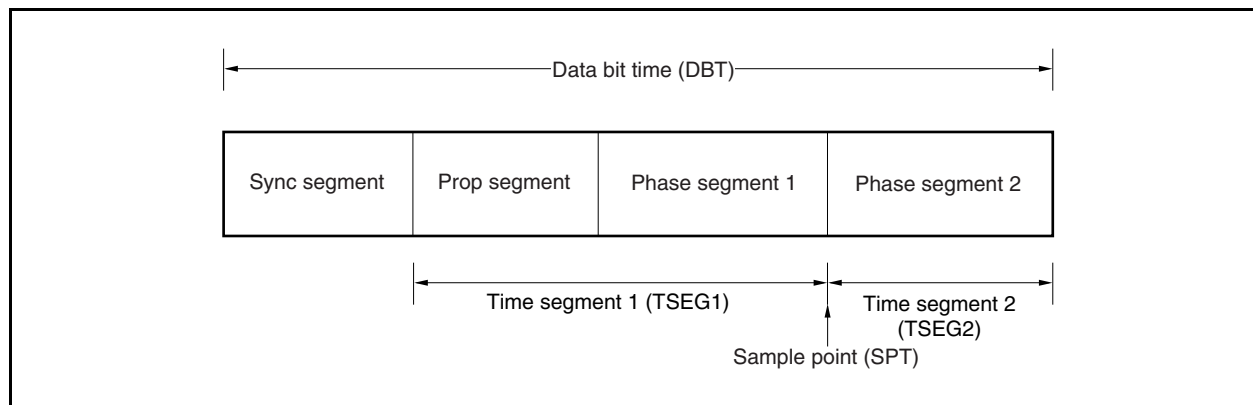 Data bit time (DBT)
Sync segment
Prop segment
Phase segment 1
Phase segment 2
Time segment 1 (TSEG1)
Time segment 2
(TSEG2)
Sample point (SPT)